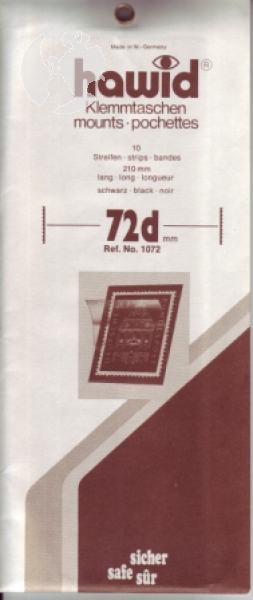 Made in W.-Germany
hawid®
Klemmtaschen
mounts·pochettes
10
Streifen·strips·bandes
210 mm
lang·long·longueur
schwarz·black·noir
72d mm
Ref. No. 1072
sicher
safe sûr